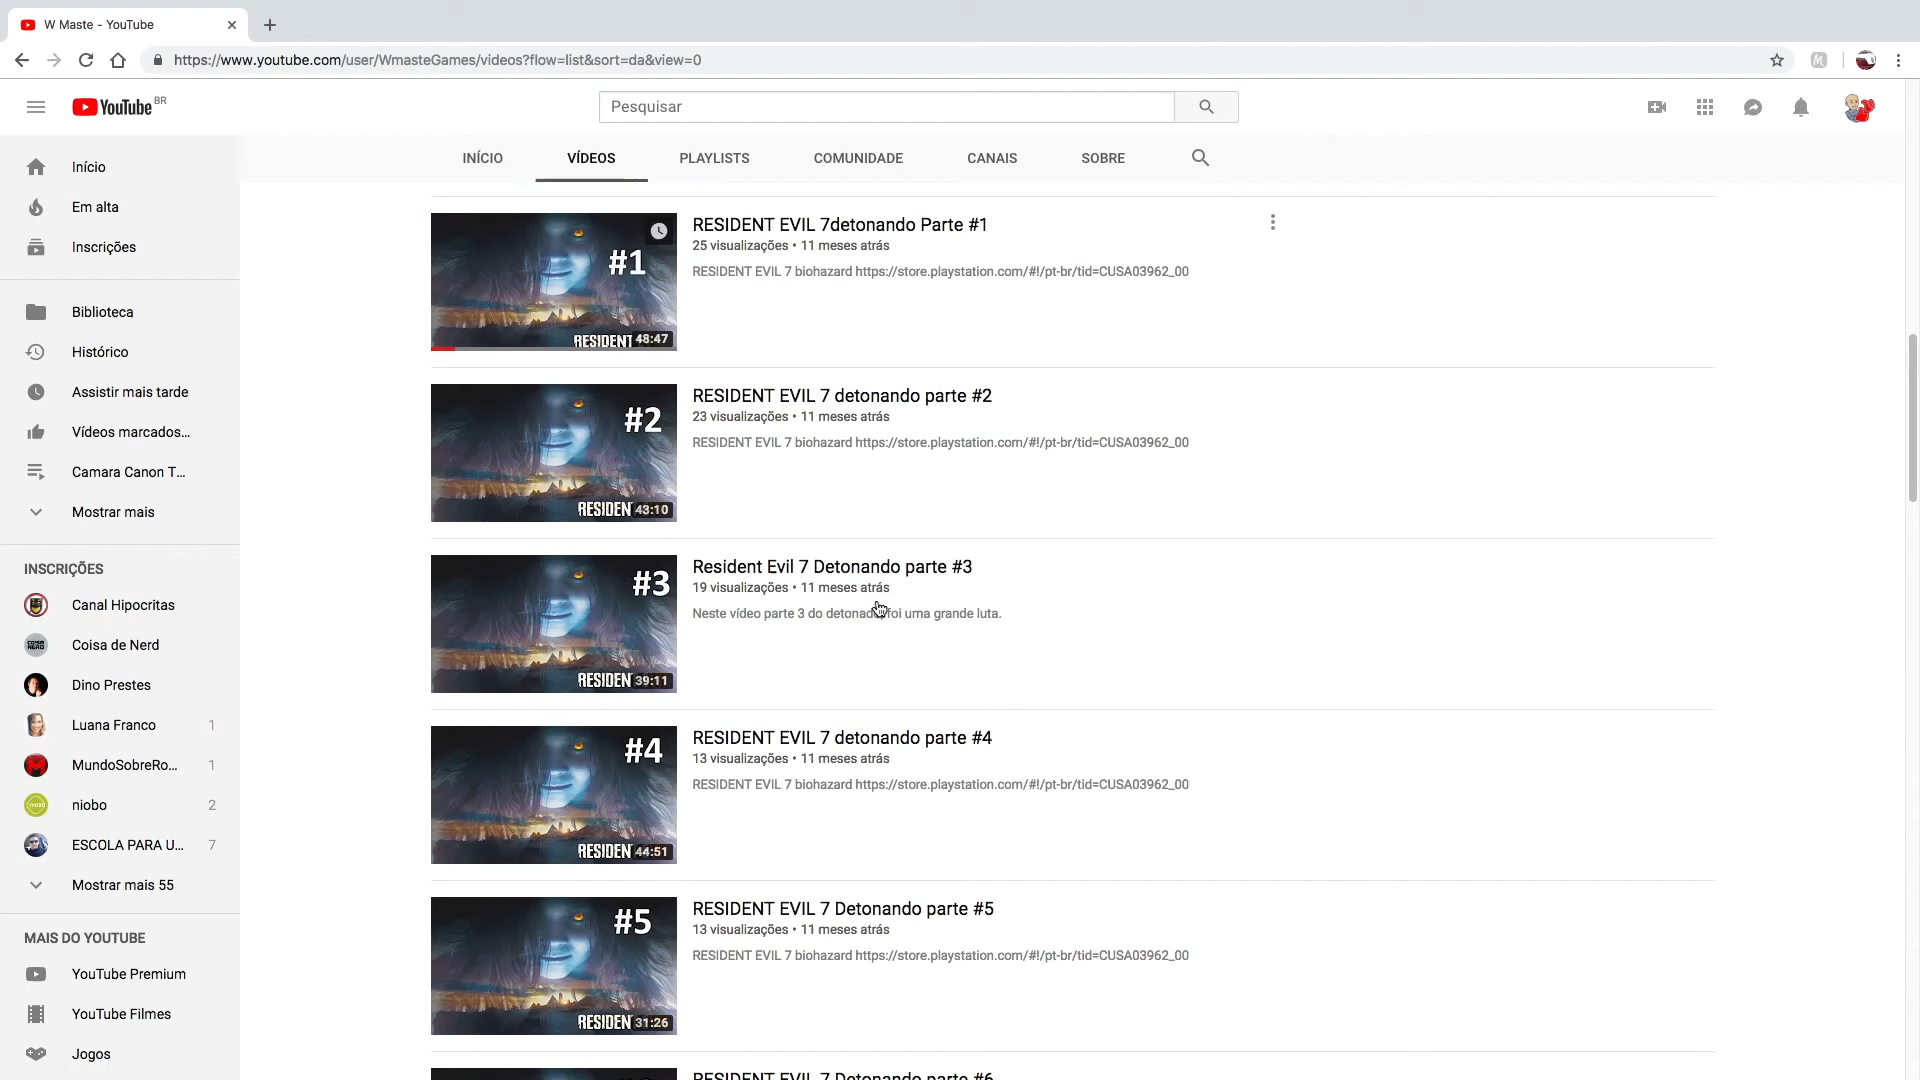 W Maste - YouTube
https://www.youtube.com/user/WmasteGames/videos?flow=list&sort=da&view=0
YouTube BR
Pesquisar
INÍCIO VÍDEOS PLAYLISTS COMUNIDADE CANAIS SOBRE
Início
Em alta
Inscrições
Biblioteca
Histórico
Assistir mais tarde
Vídeos marcados...
Camara Canon T...
Mostrar mais
INSCRIÇÕES
Canal Hipocritas
Coisa de Nerd
Dino Prestes
Luana Franco 1
MundoSobreRo... 1
niobo 2
ESCOLA PARA U... 7
Mostrar mais 55
MAIS DO YOUTUBE
YouTube Premium
YouTube Filmes
Jogos
#1
RESIDENT 48:47
RESIDENT EVIL 7detonando Parte #1
25 visualizações • 11 meses atrás
RESIDENT EVIL 7 biohazard https://store.playstation.com/#!/pt-br/tid=CUSA03962_00
#2
RESIDEN 43:10
RESIDENT EVIL 7 detonando parte #2
23 visualizações • 11 meses atrás
RESIDENT EVIL 7 biohazard https://store.playstation.com/#!/pt-br/tid=CUSA03962_00
#3
RESIDEN 39:11
Resident Evil 7 Detonando parte #3
19 visualizações • 11 meses atrás
Neste vídeo parte 3 do detonado foi uma grande luta.
#4
RESIDEN 44:51
RESIDENT EVIL 7 detonando parte #4
13 visualizações • 11 meses atrás
RESIDENT EVIL 7 biohazard https://store.playstation.com/#!/pt-br/tid=CUSA03962_00
#5
RESIDEN 31:26
RESIDENT EVIL 7 Detonando parte #5
13 visualizações • 11 meses atrás
RESIDENT EVIL 7 biohazard https://store.playstation.com/#!/pt-br/tid=CUSA03962_00
RESIDENT EVIL 7 Detonando parte #6